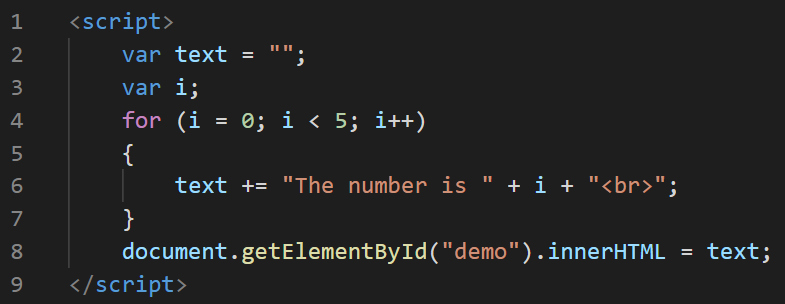 1 <script>
2     var text = "";
3     var i;
4     for (i = 0; i < 5; i++)
5     {
6         text += "The number is " + i + "<br>";
7     }
8     document.getElementById("demo").innerHTML = text;
9 </script>